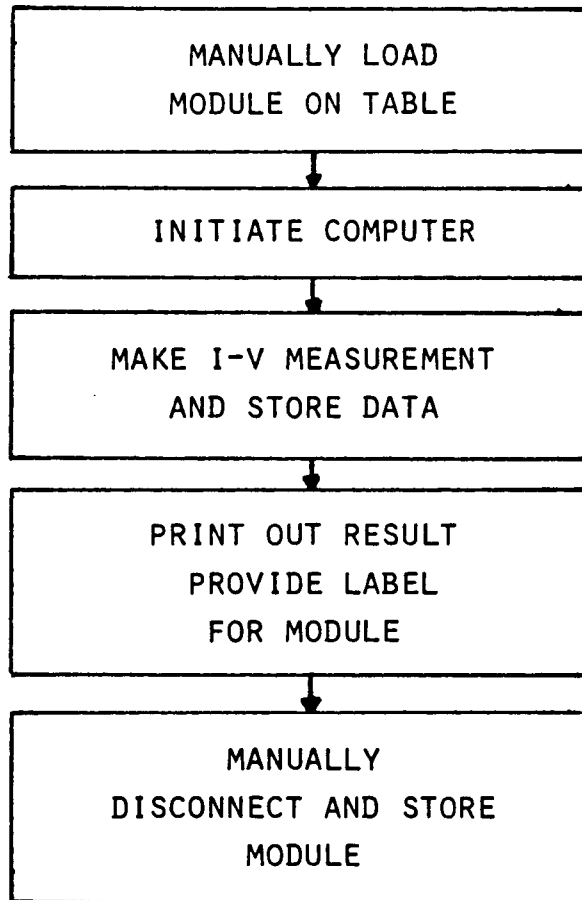 MANUALLY LOAD
MODULE ON TABLE
INITIATE COMPUTER
MAKE I-V MEASUREMENT
AND STORE DATA
PRINT OUT RESULT
PROVIDE LABEL
FOR MODULE
MANUALLY
DISCONNECT AND STORE
MODULE